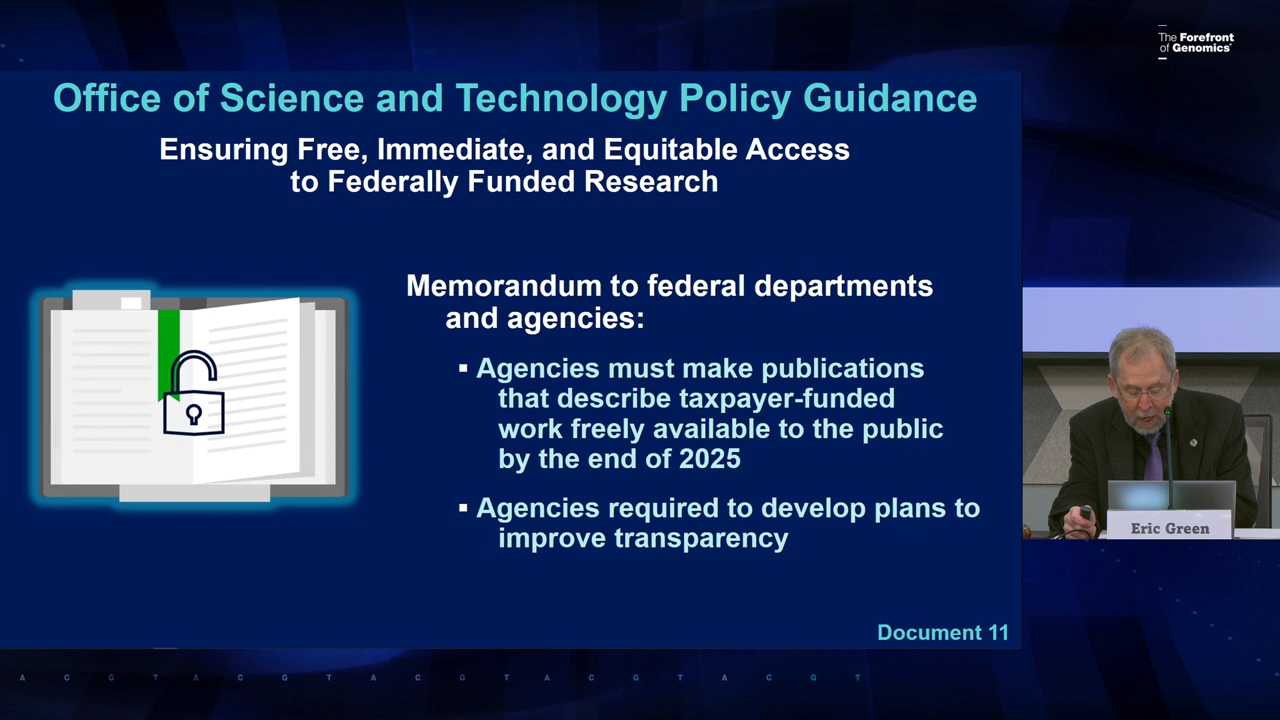 The Forefront
of Genomics®
Office of Science and Technology Policy Guidance
Ensuring Free, Immediate, and Equitable Access
to Federally Funded Research
Memorandum to federal departments
and agencies:
▪ Agencies must make publications
that describe taxpayer-funded
work freely available to the public
by the end of 2025
▪ Agencies required to develop plans to
improve transparency
Eric Green
Document 11
A C G T A C G T A C G T A C G T A C G T